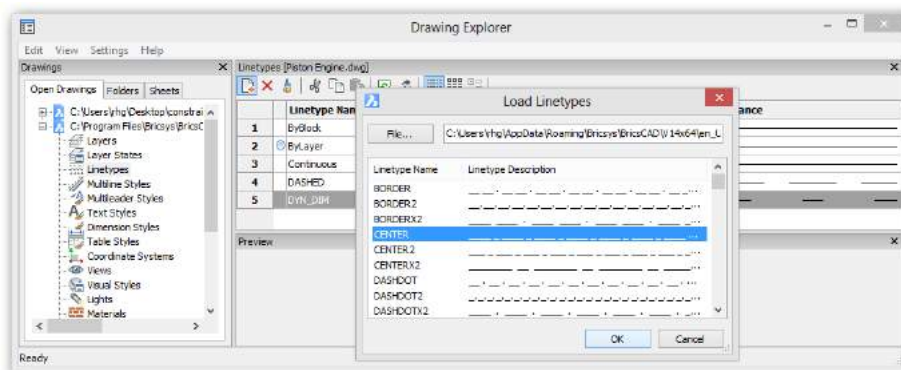 Drawing Explorer
Edit View Settings Help
Drawings
Linetypes [Piston Engine.dwg]
Open Drawings Folders Sheets
C:\Users\rhg\Desktop\constrai
C:\Program Files\Bricsys\BricsC
Layers
Layer States
Linetypes
Multiline Styles
Multileader Styles
Text Styles
Dimension Styles
Table Styles
Coordinate Systems
Views
Visual Styles
Lights
Materials
Linetype Nan
ance
1 ByBlock
2 ByLayer
3 Continuous
4 DASHED
5 DYN_DIM
Preview
Load Linetypes
File... C:\Users\rhg\AppData\Roaming\Bricsys\BricsCAD\V14x64\en_U
Linetype Name Linetype Description
BORDER
BORDER2
BORDERX2
CENTER
CENTER2
CENTERX2
DASHDOT
DASHDOT2
DASHDOTX2
OK Cancel
Ready